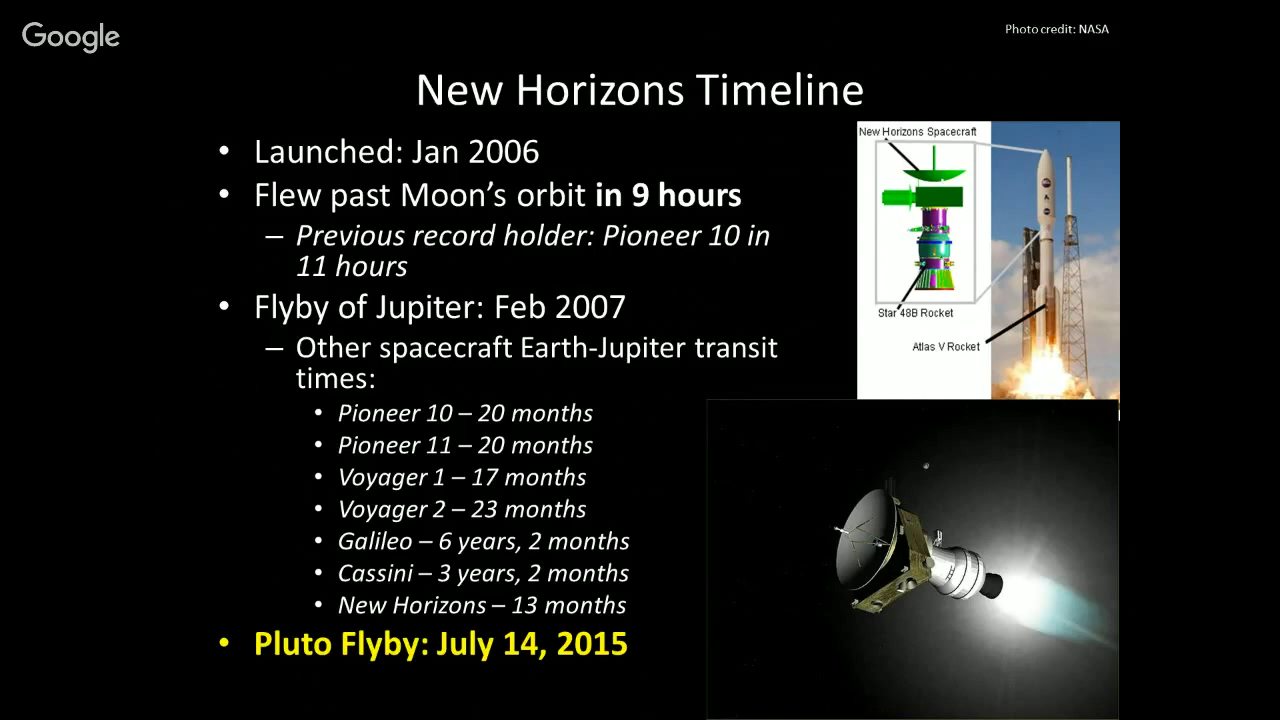 Google
Photo credit: NASA
New Horizons Timeline
• Launched: Jan 2006
• Flew past Moon's orbit in 9 hours
– Previous record holder: Pioneer 10 in
11 hours
• Flyby of Jupiter: Feb 2007
– Other spacecraft Earth-Jupiter transit
times:
• Pioneer 10 – 20 months
• Pioneer 11 – 20 months
• Voyager 1 – 17 months
• Voyager 2 – 23 months
• Galileo – 6 years, 2 months
• Cassini – 3 years, 2 months
• New Horizons – 13 months
• Pluto Flyby: July 14, 2015
New Horizons Spacecraft
Star 48B Rocket
Atlas V Rocket